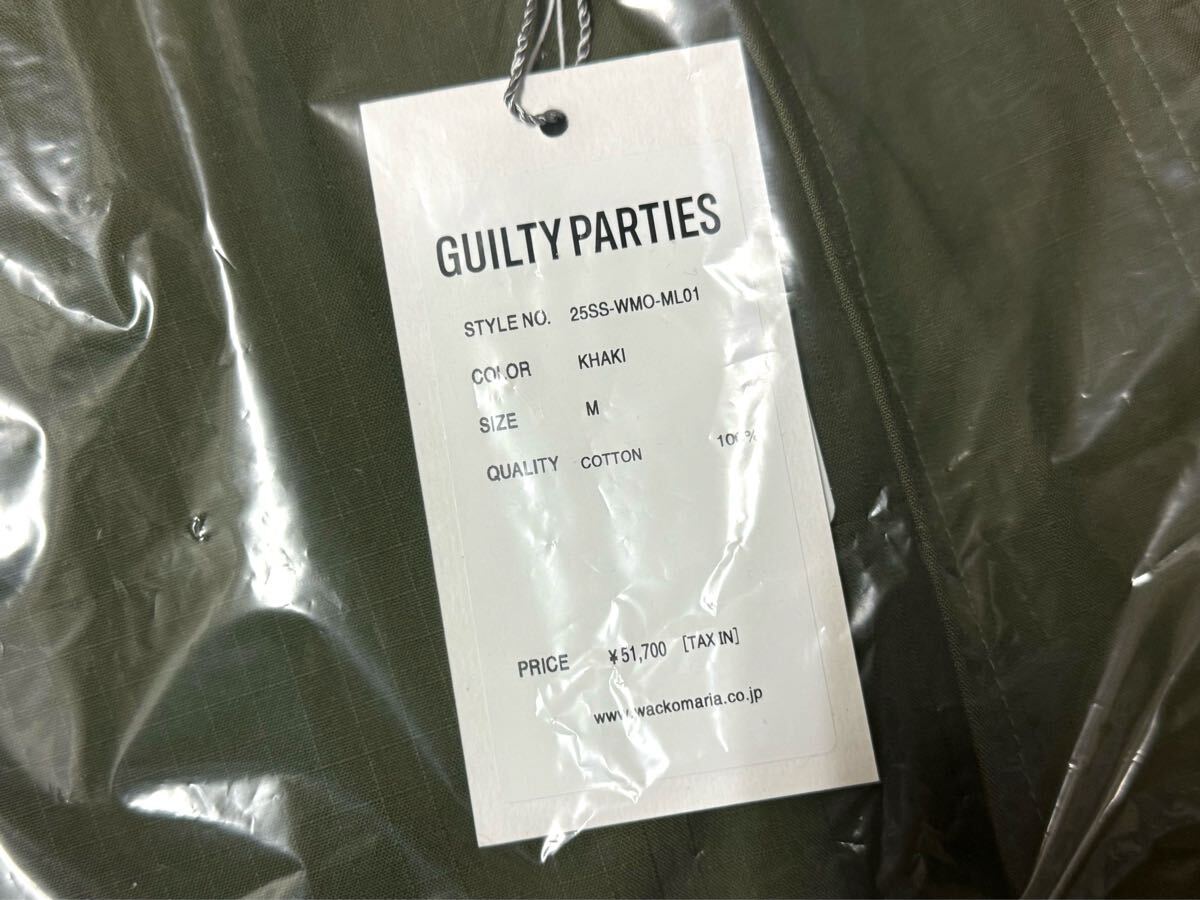 GUILTY PARTIES
STYLE NO. 25SS-WMO-ML01
COLOR KHAKI
SIZE M
QUALITY COTTON 100%
PRICE ¥51,700 [TAX IN]
www.wackomaria.co.jp